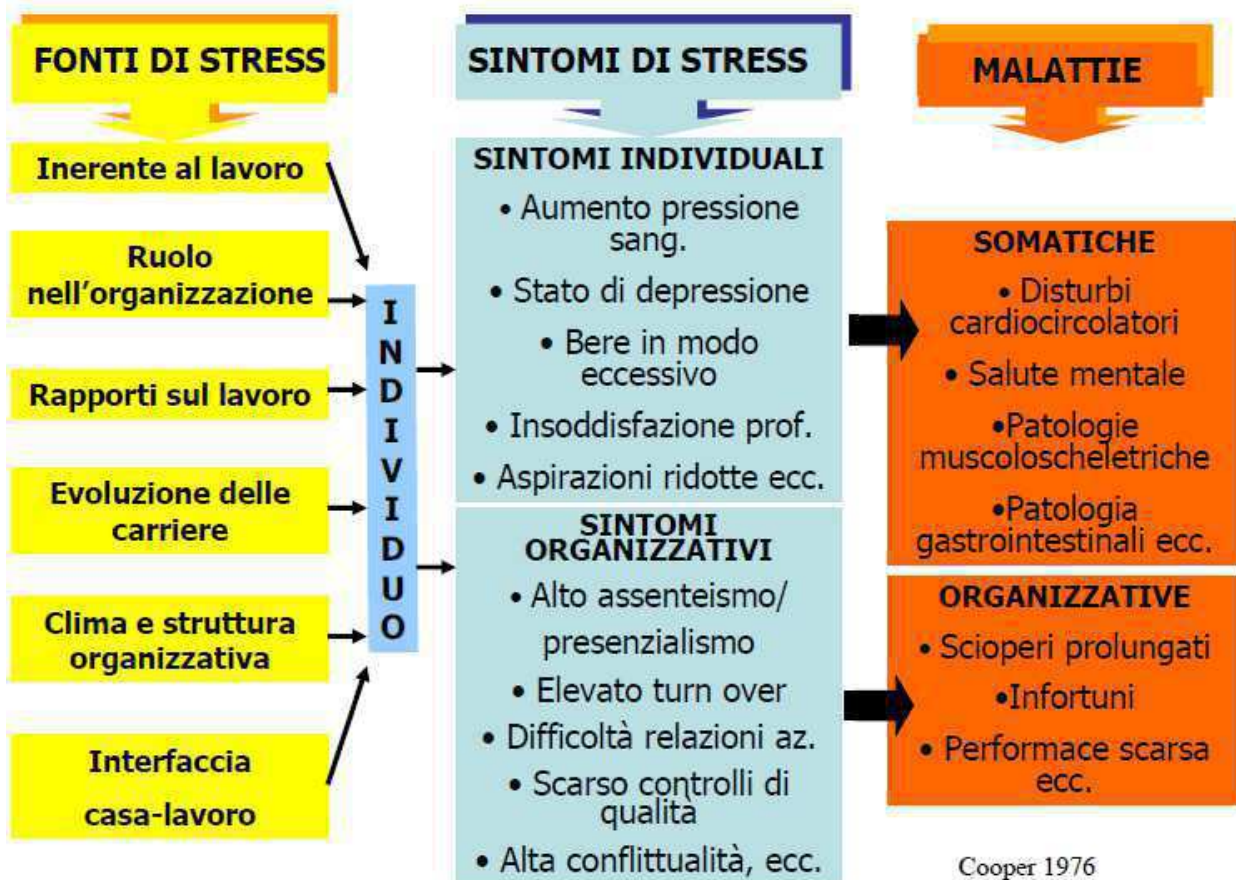 FONTI DI STRESS
Inerente al lavoro
Ruolo
nell'organizzazione
Rapporti sul lavoro
Evoluzione delle
carriere
Clima e struttura
organizzativa
Interfaccia
casa-lavoro
I
N
D
I
V
I
D
U
O
SINTOMI DI STRESS
SINTOMI INDIVIDUALI
• Aumento pressione
sang.
• Stato di depressione
• Bere in modo
eccessivo
• Insoddisfazione prof.
• Aspirazioni ridotte ecc.
SINTOMI
ORGANIZZATIVI
• Alto assenteismo/
presenzialismo
• Elevato turn over
• Difficoltà relazioni az.
• Scarso controlli di
qualità
• Alta conflittualità, ecc.
MALATTIE
SOMATICHE
• Disturbi
cardiocircolatori
• Salute mentale
•Patologie
muscoloscheletriche
•Patologia
gastrointestinali ecc.
ORGANIZZATIVE
• Scioperi prolungati
•Infortuni
• Performace scarsa
ecc.
Cooper 1976